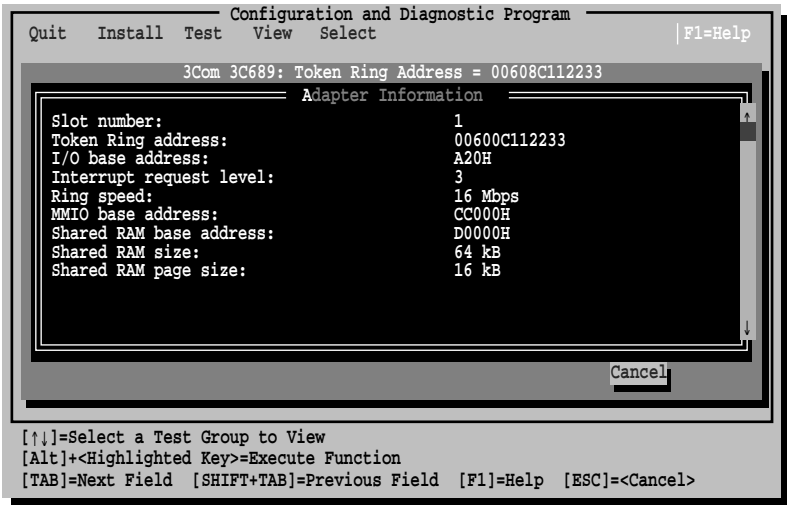 Configuration and Diagnostic Program
Quit Install Test View Select F1=Help
3Com 3C689: Token Ring Address = 00608C112233
Adapter Information
Slot number: 1
Token Ring address: 00600C112233
I/O base address: A20H
Interrupt request level: 3
Ring speed: 16 Mbps
MMIO base address: CC000H
Shared RAM base address: D0000H
Shared RAM size: 64 kB
Shared RAM page size: 16 kB
Cancel
[↑↓]=Select a Test Group to View
[Alt]+<Highlighted Key>=Execute Function
[TAB]=Next Field [SHIFT+TAB]=Previous Field [F1]=Help [ESC]=<Cancel>